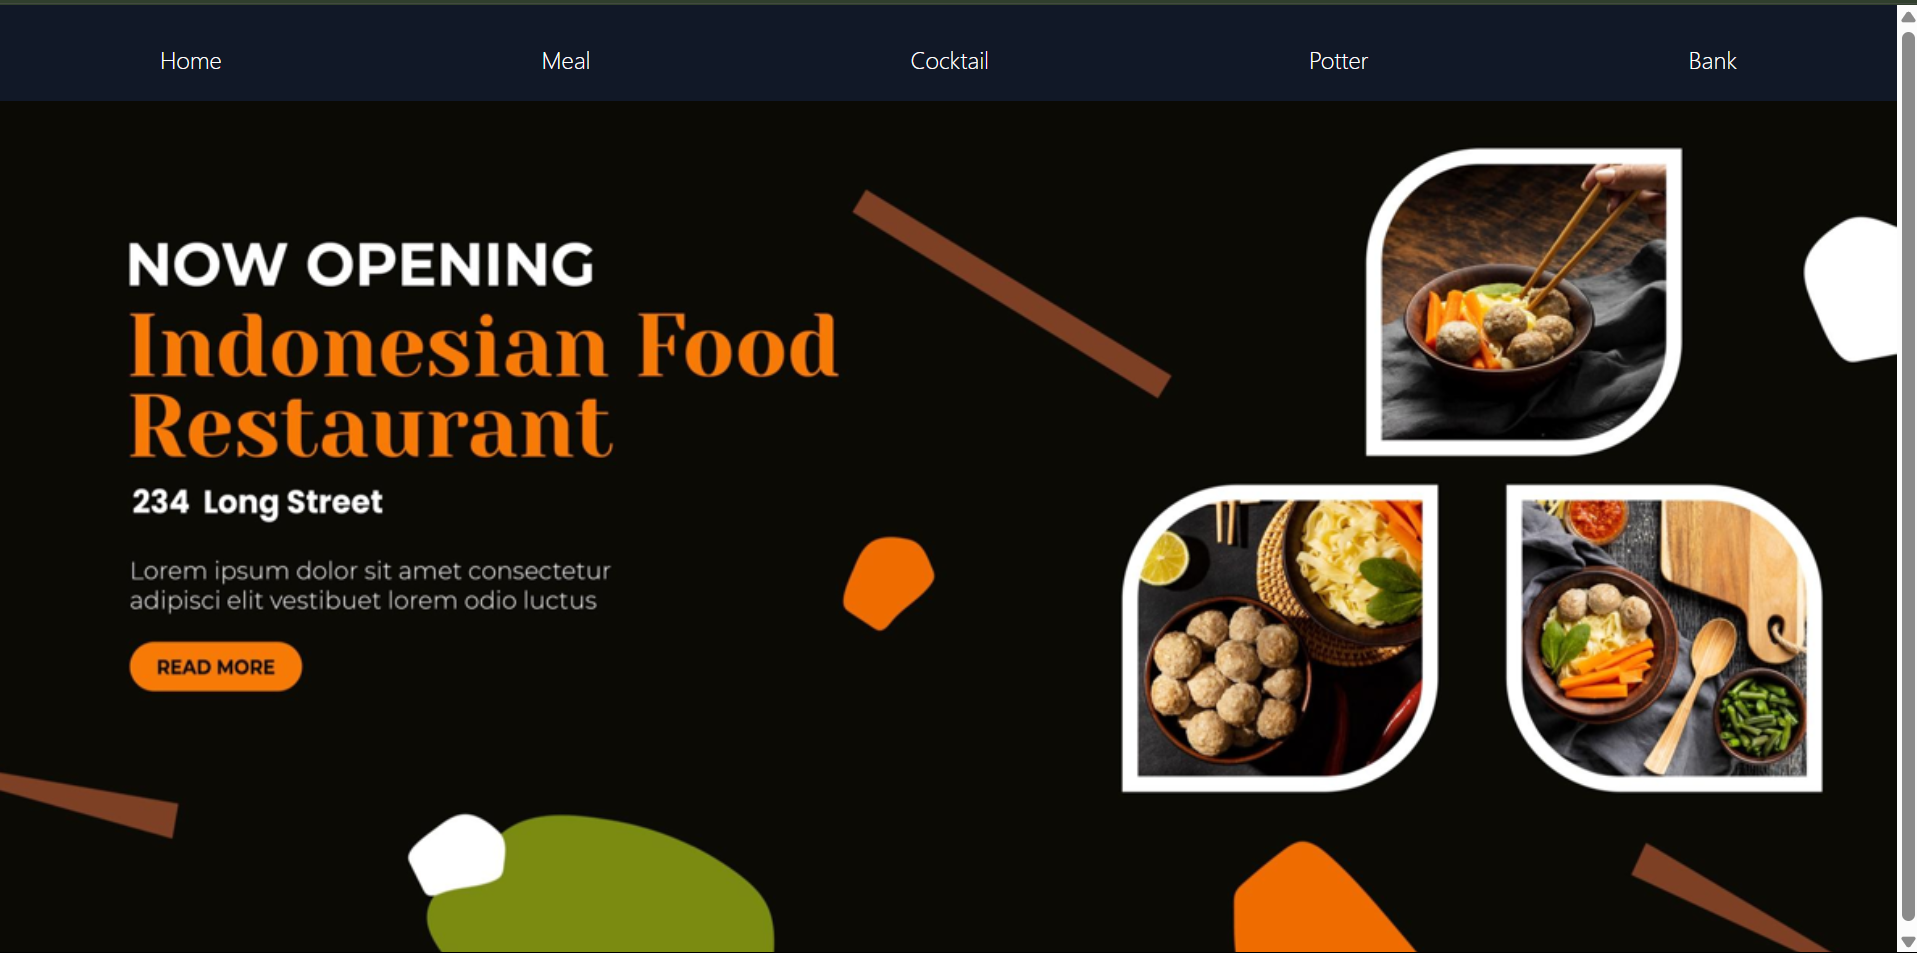 Home Meal Cocktail Potter Bank
NOW OPENING
Indonesian Food
Restaurant
234 Long Street
Lorem ipsum dolor sit amet consectetur
adipisci elit vestibuet lorem odio luctus
READ MORE